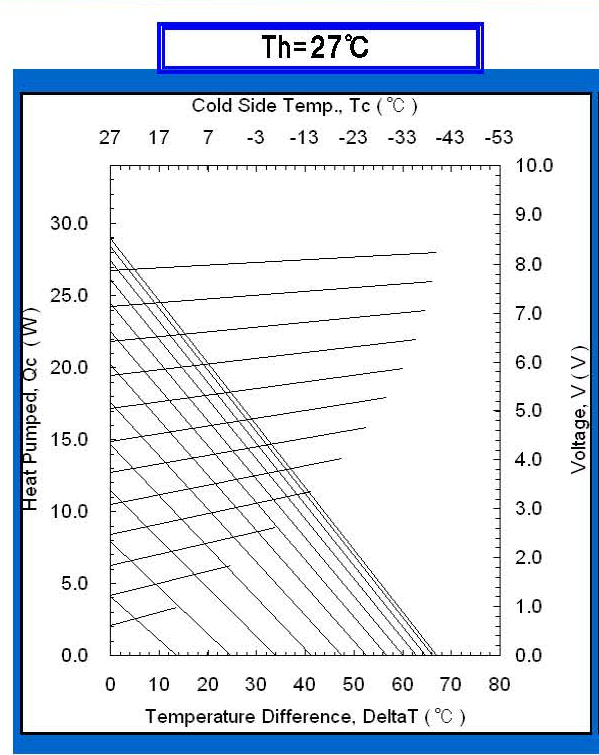 Th=27℃
Cold Side Temp., Tc ( ℃ )
27 17 7 -3 -13 -23 -33 -43 -53
Heat Pumped, Qc ( W )
30.0
25.0
20.0
15.0
10.0
5.0
0.0
10.0
9.0
8.0
7.0
6.0
5.0
4.0
3.0
2.0
1.0
0.0
Voltage, V ( V )
0 10 20 30 40 50 60 70 80
Temperature Difference, DeltaT ( ℃ )